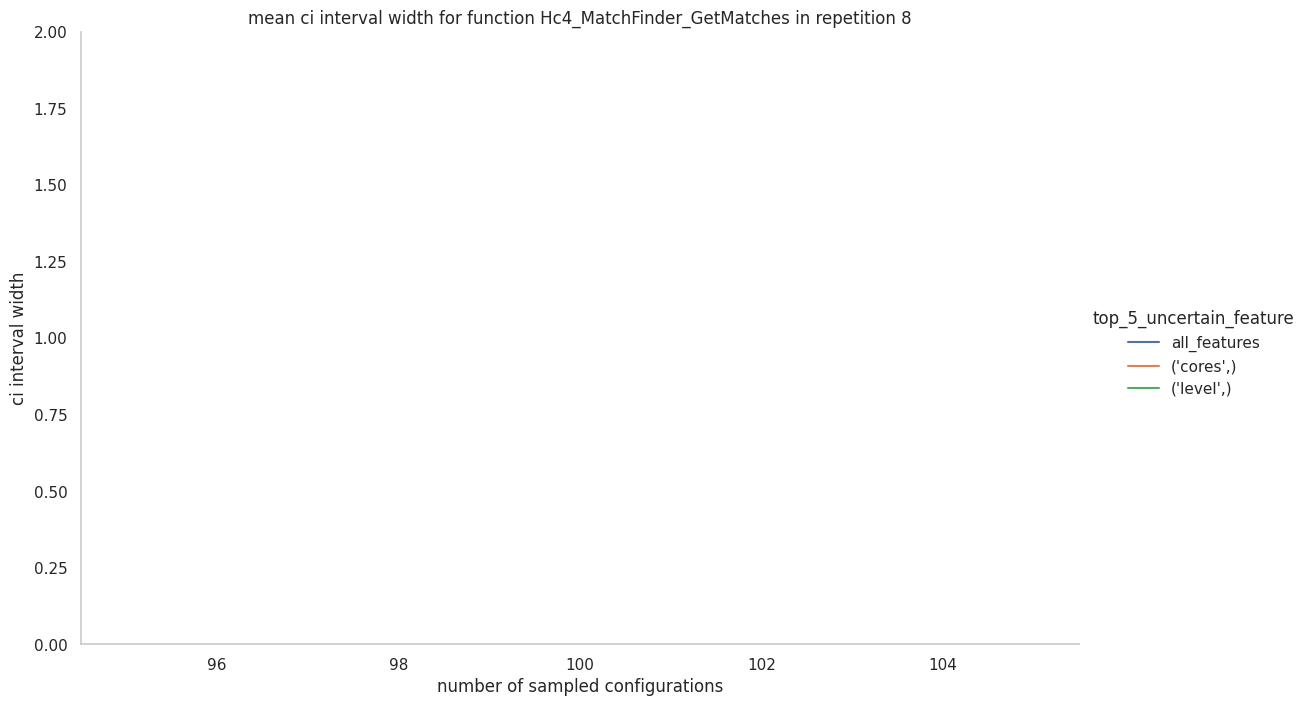 mean ci interval width for function Hc4_MatchFinder_GetMatches in repetition 8
2.00
1.75
1.50
1.25
1.00
0.75
0.50
0.25
0.00
ci interval width
96 98 100 102 104
number of sampled configurations
top_5_uncertain_feature
all_features
('cores',)
('level',)